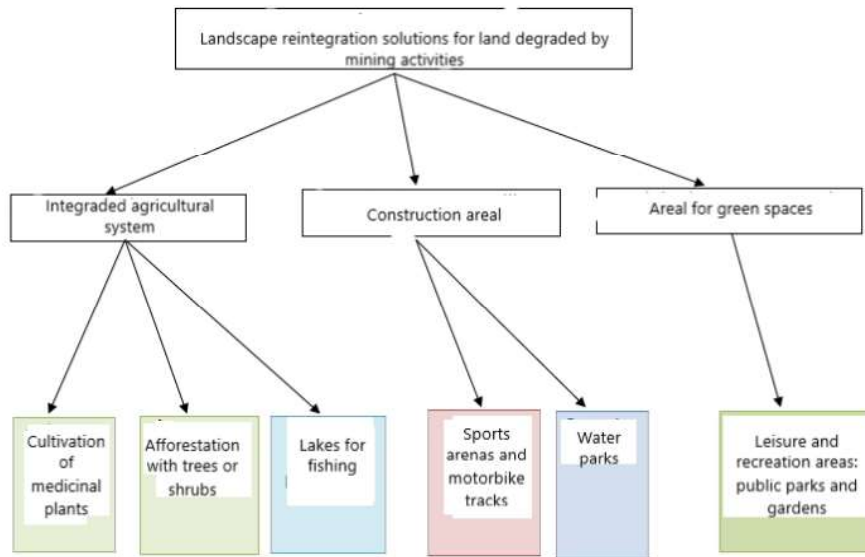 Landscape reintegration solutions for land degraded by
mining activities
Integraded agricultural
system
Construction areal
Areal for green spaces
Cultivation
of
medicinal
plants
Afforestation
with trees or
shrubs
Lakes for
fishing
Sports
arenas and
motorbike
tracks
Water
parks
Leisure and
recreation areas:
public parks and
gardens